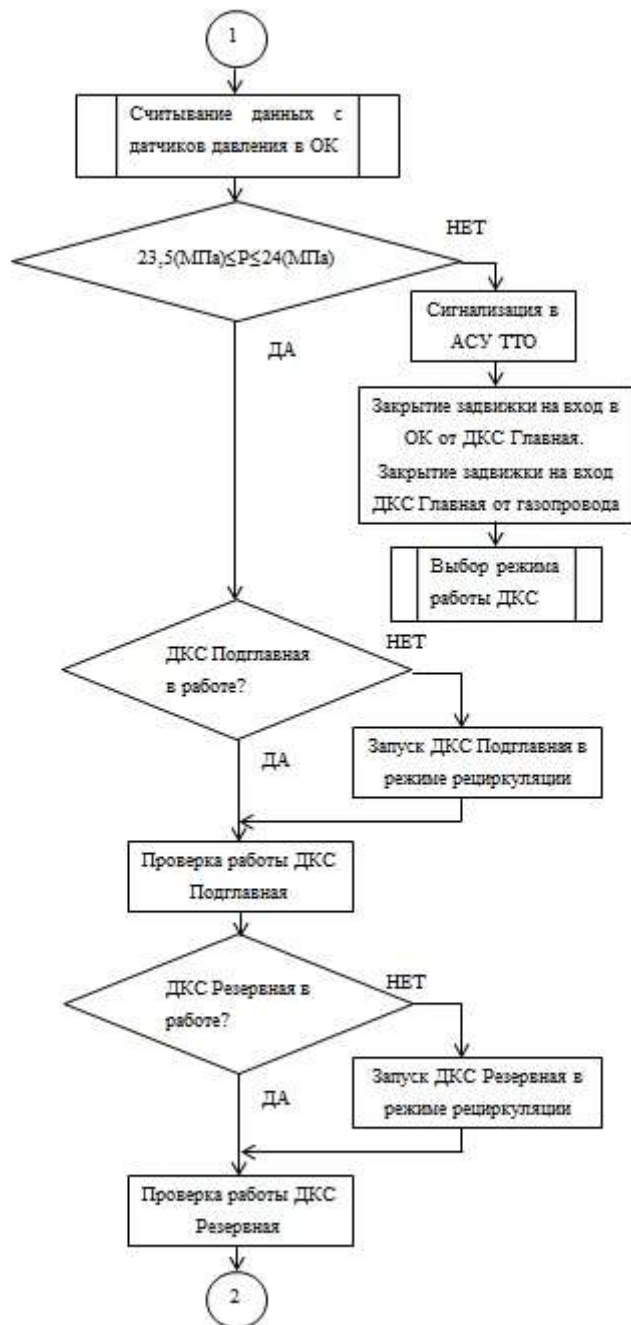 1
Считывание данных с
датчиков давления в ОК
23,5(МПа)≤P≤24(МПа)
НЕТ
ДА
Сигнализация в
АСУ ТТО
Закрытие задвижки на вход в
ОК от ДКС Главная.
Закрытие задвижки на вход
ДКС Главная от газопровода
Выбор режима
работы ДКС
ДКС Подглавная
в работе?
НЕТ
ДА
Запуск ДКС Подглавная в
режиме рециркуляции
Проверка работы ДКС
Подглавная
ДКС Резервная в
работе?
НЕТ
ДА
Запуск ДКС Резервная в
режиме рециркуляции
Проверка работы ДКС
Резервная
2